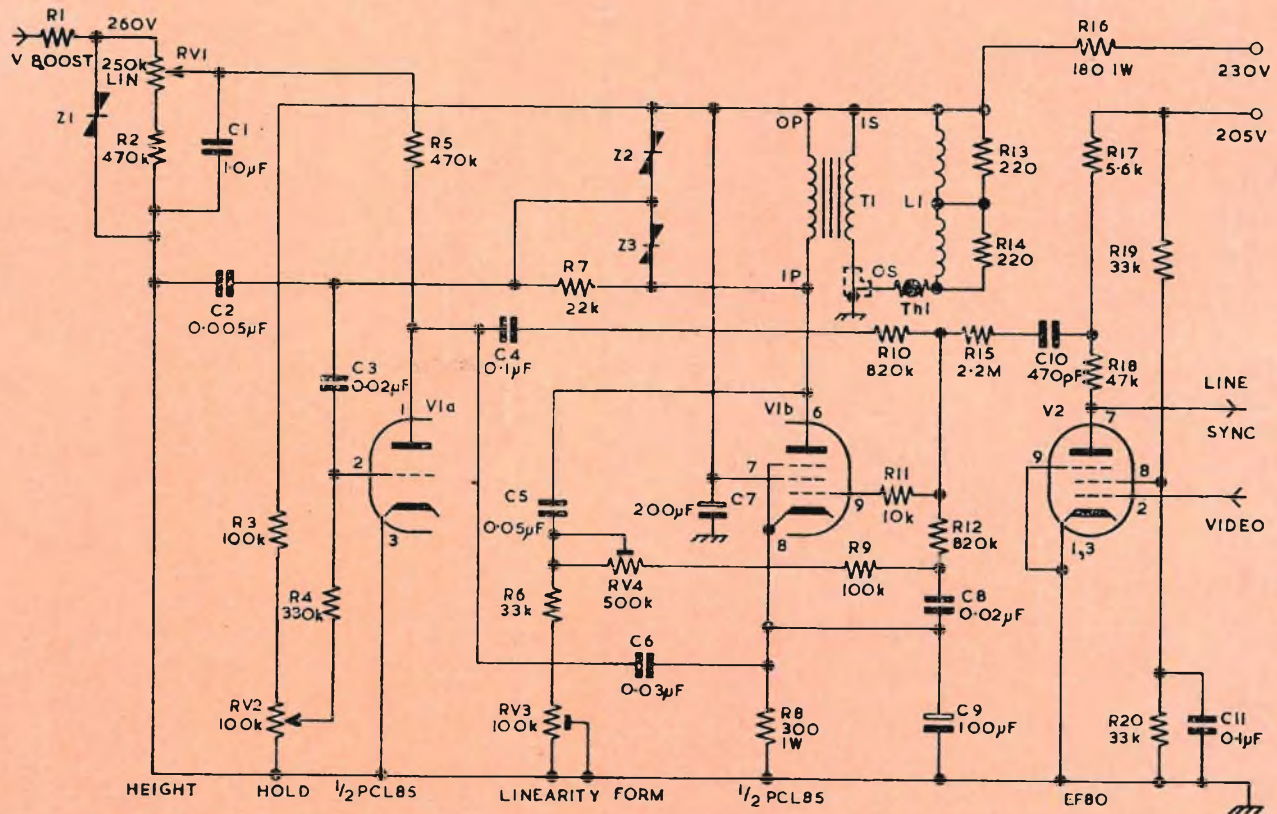 R1
260V
V BOOST
250k
LIN
RV1
Z1
R2
470k
C1
1.0µF
R5
470k
Z2
Z3
OP
IS
T1
L1
R13
220
R14
220
R16
180 1W
230V
205V
R17
5.6k
R19
33k
IP
OS
Th1
R7
22k
C2
0.005µF
C3
0.02µF
C4
0.1µF
R10
820k
R15
2.2M
C10
470pF
R18
47k
LINE
SYNC
1
V1a
2
3
V1b
6
7
9
8
R11
10k
V2
7
9
8
2
1,3
VIDEO
C5
0.05µF
200µF
C7
R12
820k
R3
100k
R4
330k
R6
33k
RV4
500k
R9
100k
C8
0.02µF
C6
0.03µF
RV2
100k
RV3
100k
R8
300
1W
C9
100µF
R20
33k
C11
0.1µF
HEIGHT
HOLD
1/2 PCL85
LINEARITY FORM
1/2 PCL85
EF80